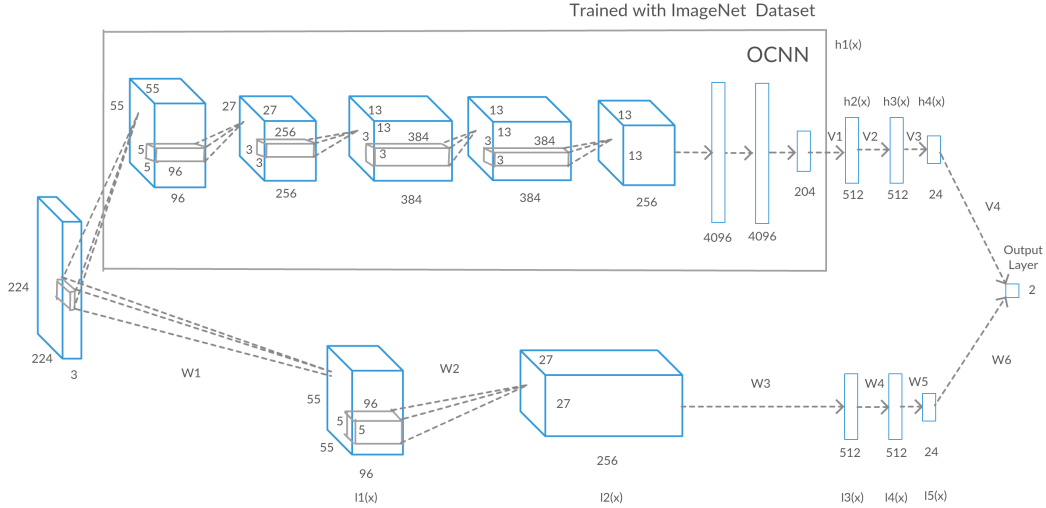 Trained with ImageNet Dataset
OCNN
h1(x)
55
55
5
5
96
96
27
27
256
3
3
256
13
13
3
3
384
384
13
13
3
3
384
384
13
13
256
4096
4096
204
V1
h2(x)
512
V2
h3(x)
512
V3
h4(x)
24
V4
224
224
3
Output
Layer
2
W1
55
55
96
5
5
96
l1(x)
W2
27
27
256
l2(x)
W3
512
l3(x)
W4
512
l4(x)
W5
24
l5(x)
W6